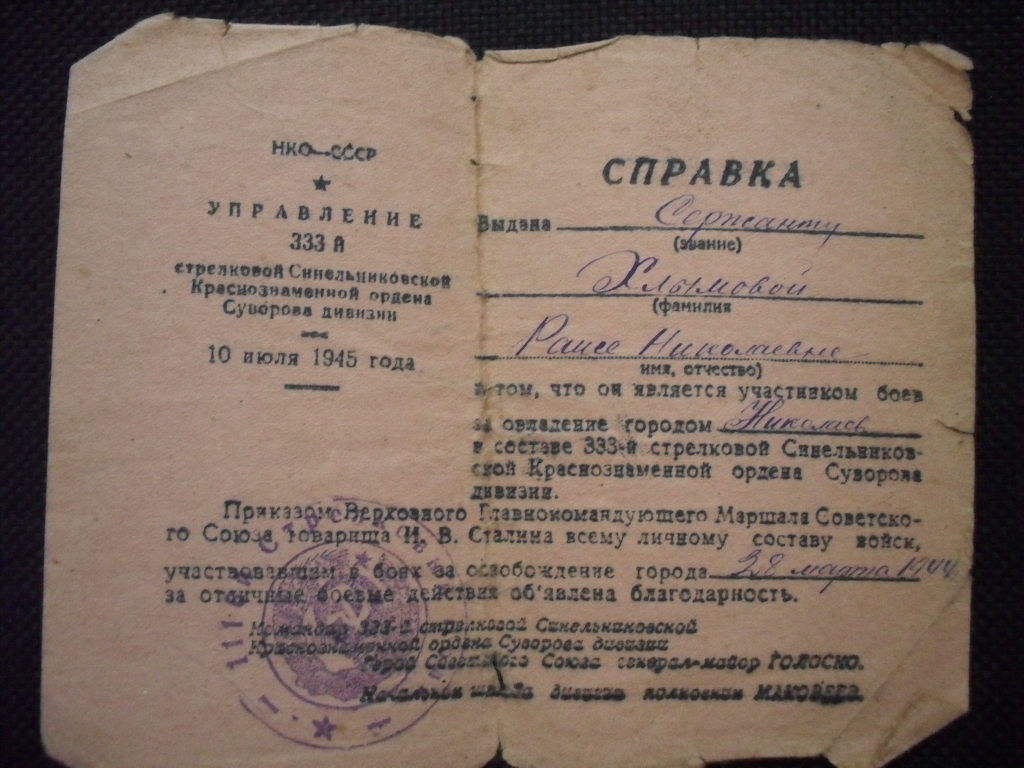 НКО—СССР
УПРАВЛЕНИЕ
333 й
стрелковой Синельниковской
Краснознаменной ордена
Суворова дивизии
10 июля 1945 года
СПРАВКА
Выдана Сержанту
(звание)
Хлымовой
(фамилия
Раисе Николаевне
имя, отчество)
в том, что он является участником боев
за овладение городом Николаев
в составе 333-й стрелковой Синельников-
ской Краснознаменной ордена Суворова
дивизии.
Приказом Верховного Главнокомандующего Маршала Советско-
го Союза товарища И. В. Сталина всему личному составу войск,
участвовавшим в боях за освобождение города 28 марта 1944
за отличные боевые действия об'явлена благодарность.
Командир 333-й стрелковой Синельниковской
Краснознаменной ордена Суворова дивизии
Герой Советского Союза генерал-майор ГОЛОСКО.
Начальник штаба дивизии полковник МАКОВЕЕВ.